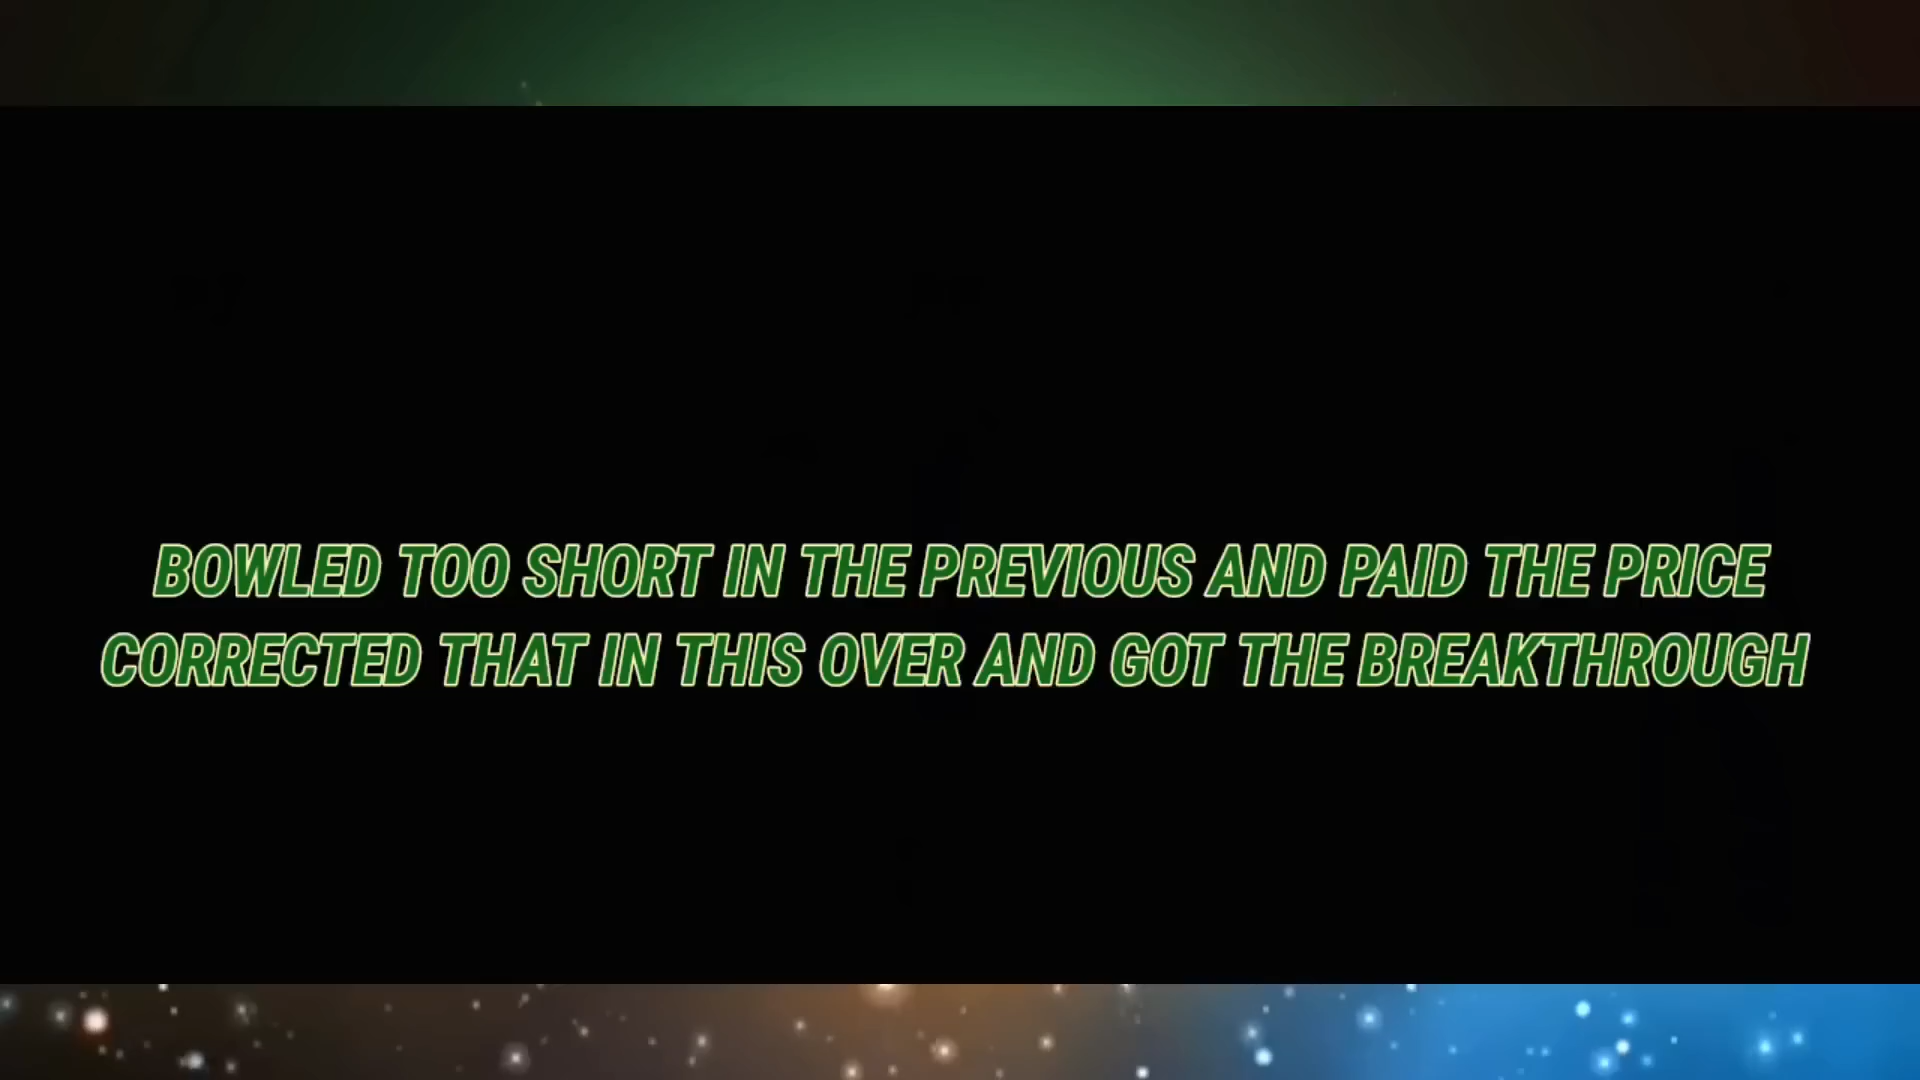 BOWLED TOO SHORT IN THE PREVIOUS AND PAID THE PRICE
CORRECTED THAT IN THIS OVER AND GOT THE BREAKTHROUGH